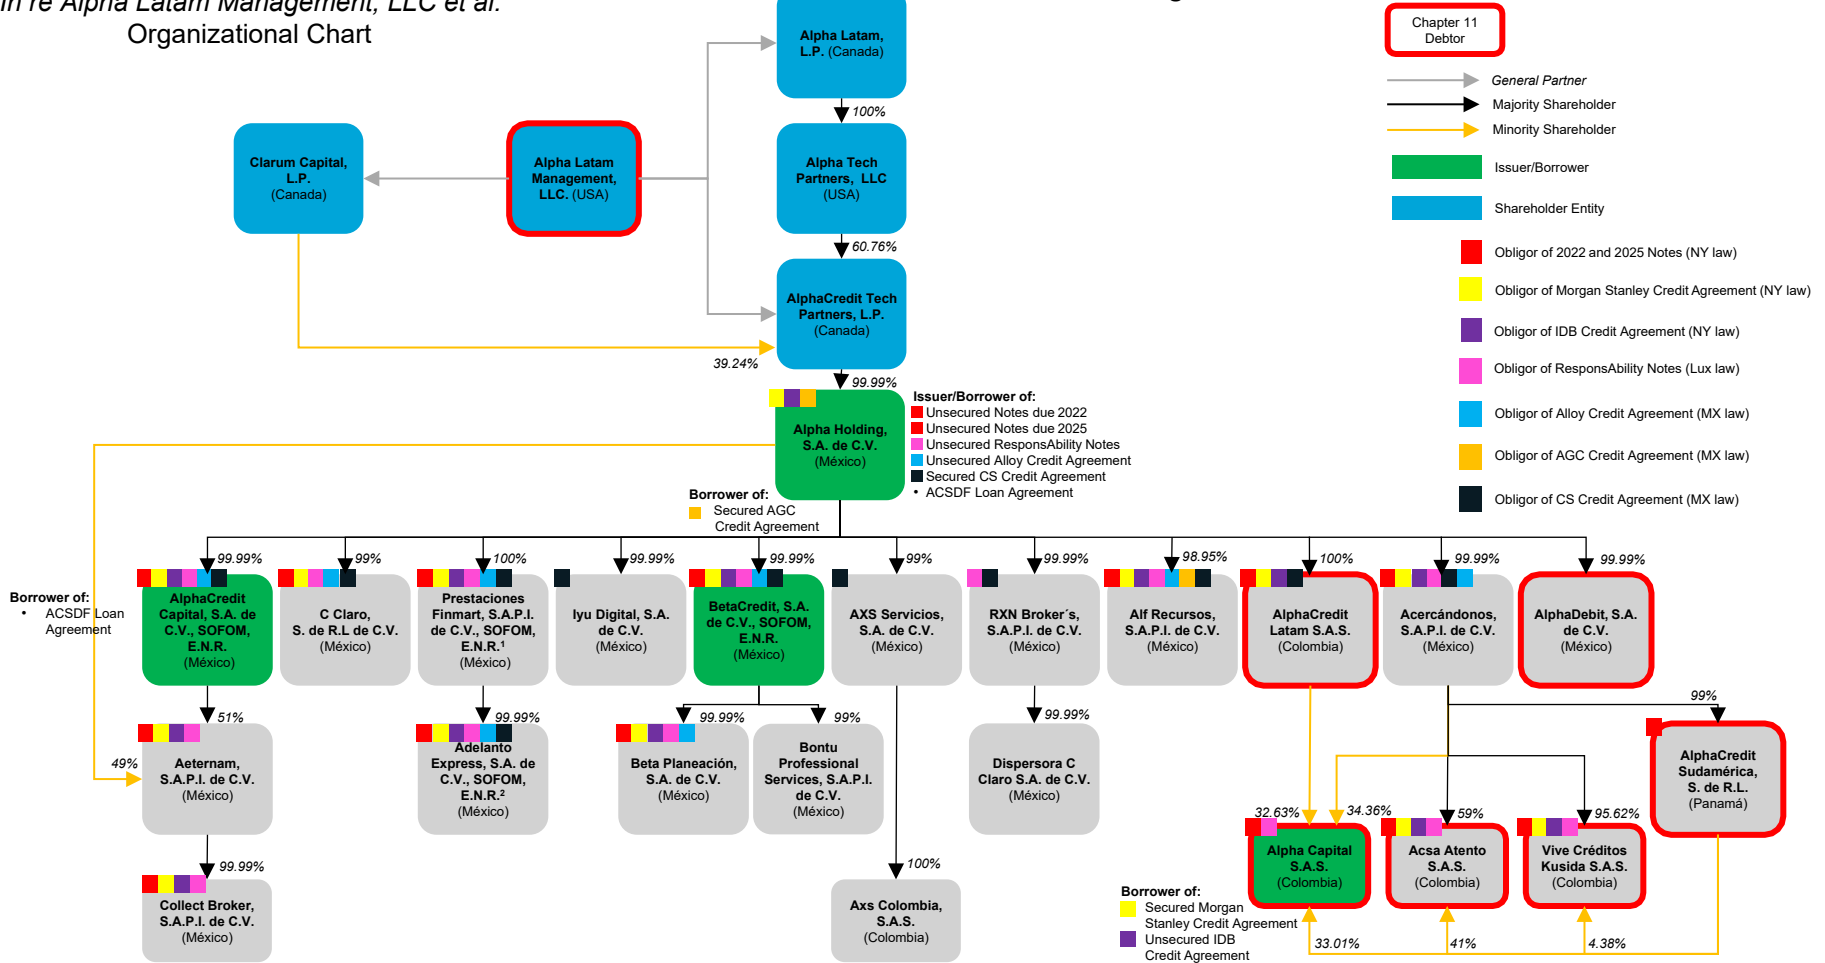 In re Alpha Latam Management, LLC et al.
Organizational Chart
Chapter 11
Debtor
General Partner
Majority Shareholder
Minority Shareholder
Issuer/Borrower
Shareholder Entity
Obligor of 2022 and 2025 Notes (NY law)
Obligor of Morgan Stanley Credit Agreement (NY law)
Obligor of IDB Credit Agreement (NY law)
Obligor of ResponsAbility Notes (Lux law)
Obligor of Alloy Credit Agreement (MX law)
Obligor of AGC Credit Agreement (MX law)
Obligor of CS Credit Agreement (MX law)
Alpha Latam,
L.P. (Canada)
100%
Clarum Capital,
L.P.
(Canada)
Alpha Latam
Management,
LLC. (USA)
Alpha Tech
Partners, LLC
(USA)
60.76%
AlphaCredit Tech
Partners, L.P.
(Canada)
39.24%
99.99%
Alpha Holding,
S.A. de C.V.
(México)
Issuer/Borrower of:
Unsecured Notes due 2022
Unsecured Notes due 2025
Unsecured ResponsAbility Notes
Unsecured Alloy Credit Agreement
Secured CS Credit Agreement
• ACSDF Loan Agreement
Borrower of:
Secured AGC
Credit Agreement
99.99%
99%
100%
99.99%
99.99%
99%
99.99%
98.95%
100%
99.99%
99.99%
Borrower of:
• ACSDF Loan
Agreement
AlphaCredit
Capital, S.A. de
C.V., SOFOM,
E.N.R.
(México)
C Claro,
S. de R.L de C.V.
(México)
Prestaciones
Finmart, S.A.P.I.
de C.V., SOFOM,
E.N.R.¹
(México)
Iyu Digital, S.A.
de C.V.
(México)
BetaCredit, S.A.
de C.V., SOFOM,
E.N.R.
(México)
AXS Servicios,
S.A. de C.V.
(México)
RXN Broker´s,
S.A.P.I. de C.V.
(México)
Alf Recursos,
S.A.P.I. de C.V.
(México)
AlphaCredit
Latam S.A.S.
(Colombia)
Acercándonos,
S.A.P.I. de C.V.
(México)
AlphaDebit, S.A.
de C.V.
(México)
51%
99.99%
99.99%
99%
99.99%
99%
49%
Aeternam,
S.A.P.I. de C.V.
(México)
Adelanto
Express, S.A. de
C.V., SOFOM,
E.N.R.²
(México)
Beta Planeación,
S.A. de C.V.
(México)
Bontu
Professional
Services, S.A.P.I.
de C.V.
(México)
Dispersora C
Claro S.A. de C.V.
(México)
AlphaCredit
Sudamérica,
S. de R.L.
(Panamá)
32.63%
34.36%
59%
95.62%
99.99%
100%
Collect Broker,
S.A.P.I. de C.V.
(México)
Axs Colombia,
S.A.S.
(Colombia)
Alpha Capital
S.A.S.
(Colombia)
Acsa Atento
S.A.S.
(Colombia)
Vive Créditos
Kusida S.A.S.
(Colombia)
Borrower of:
Secured Morgan
Stanley Credit Agreement
Unsecured IDB
Credit Agreement
33.01%
41%
4.38%